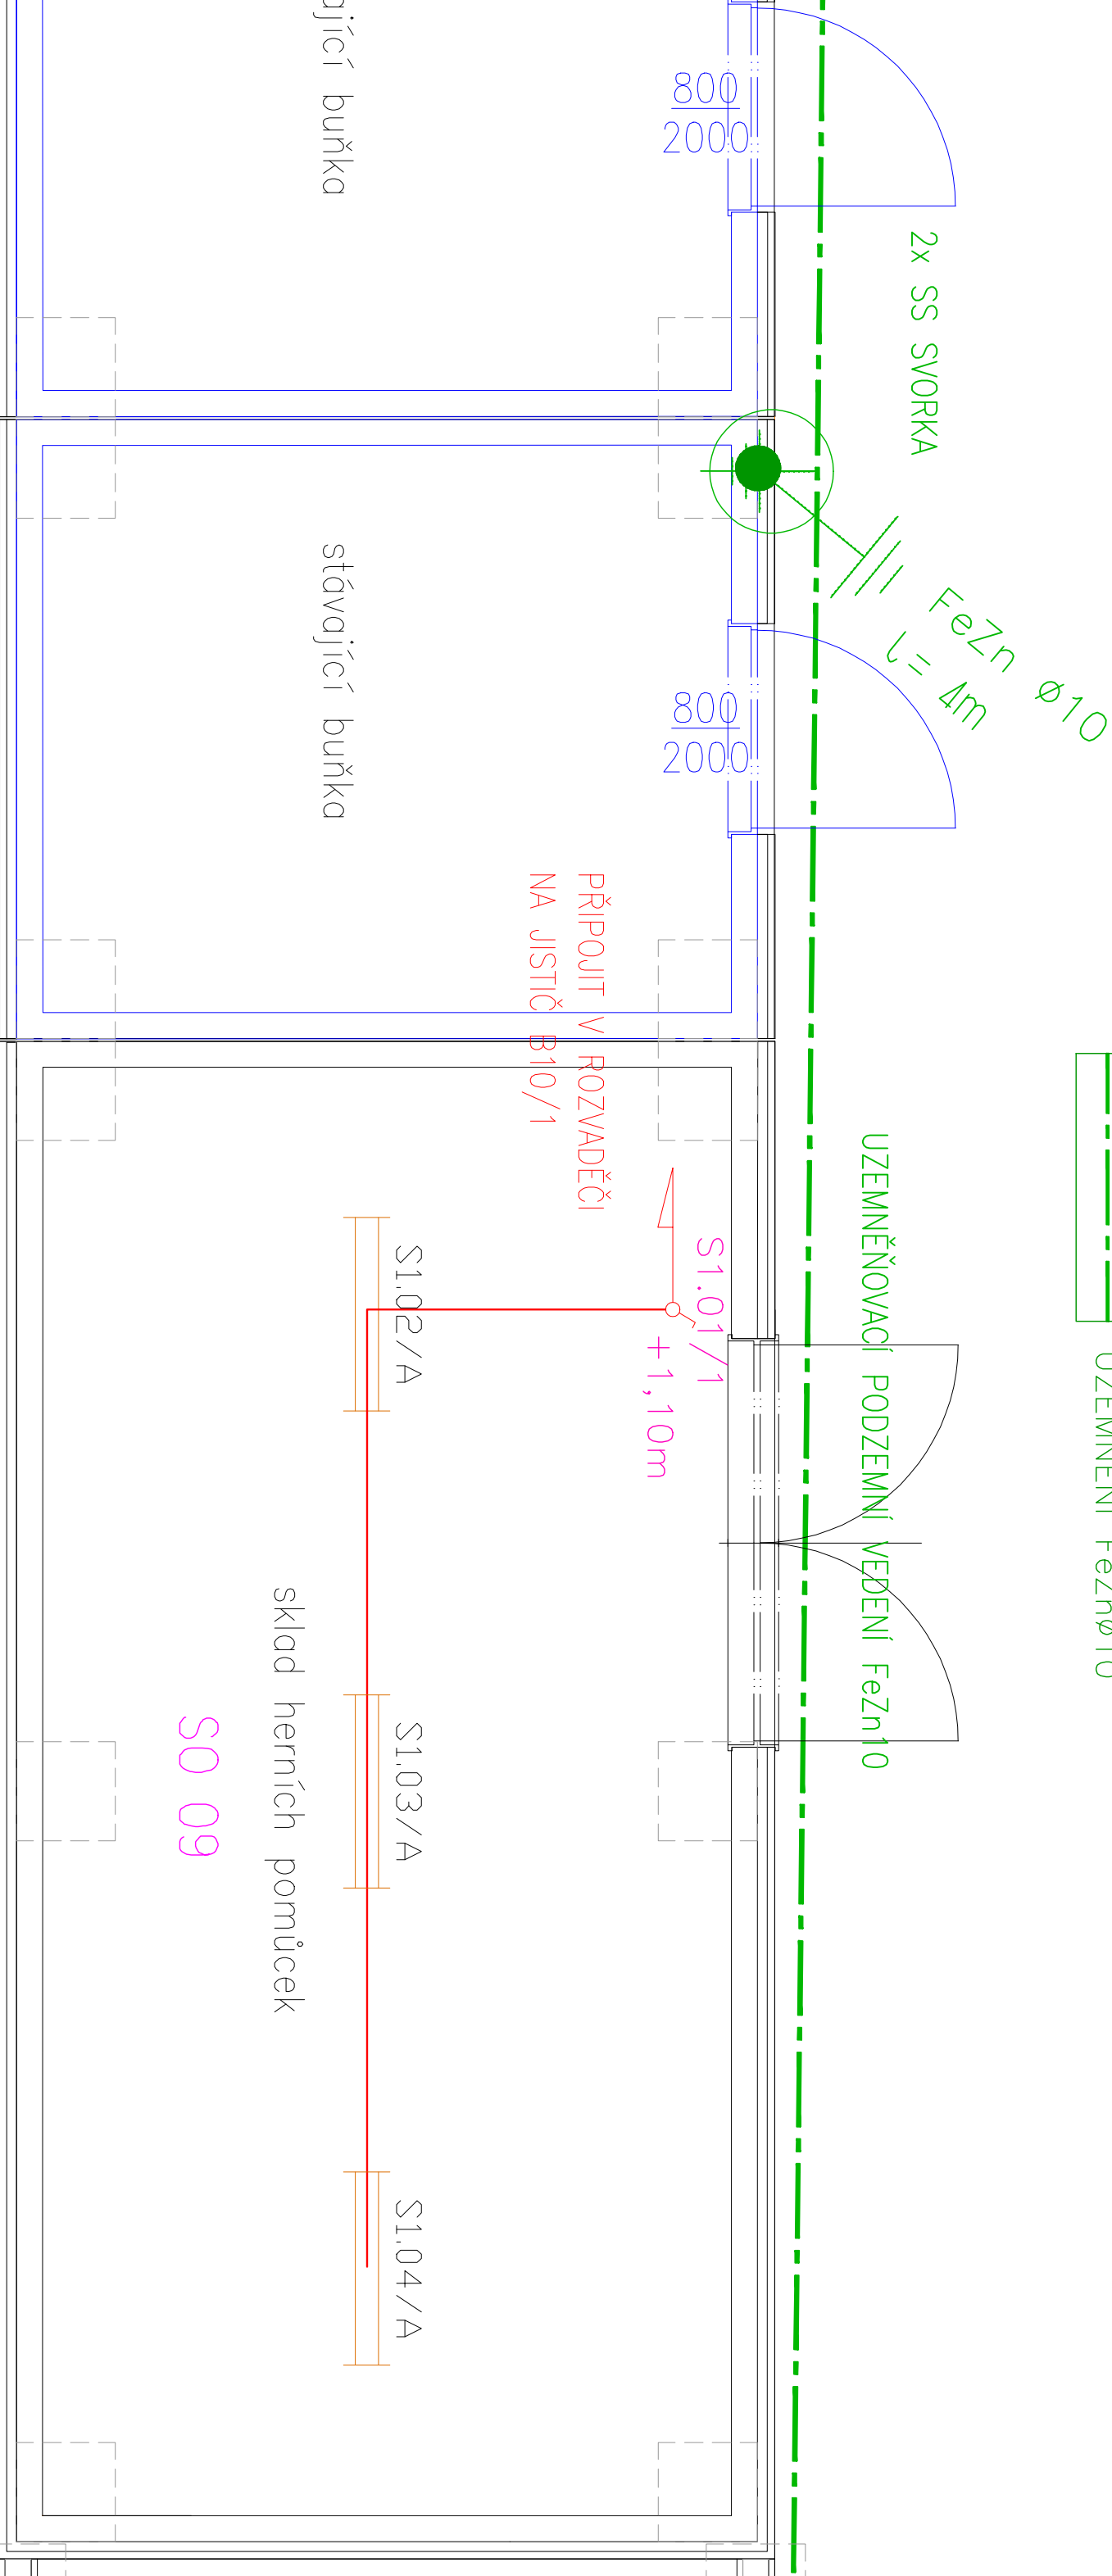 ající buňka
800
2000
2x SS SVORKA
FeZn Ø10
l= 4m
stávající buňka
800
2000
PŘIPOJIT V ROZVADĚČI
NA JISTIČ B10/1
UZEMNĚŇOVACÍ PODZEMNÍ VEDENÍ FeZn10
S1.01/1
+1,10m
S1.02/A
S1.03/A
S1.04/A
sklad herních pomůcek
SO 09